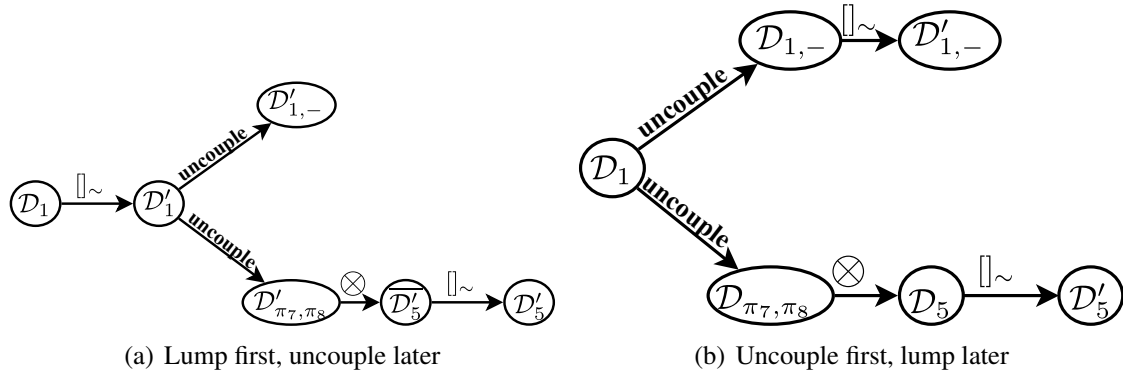 𝒟₁ []∼ 𝒟′₁
uncouple
𝒟′₁,₋
uncouple
𝒟′π₇,π₈ ⊗ 𝒟′₅̅ []∼ 𝒟′₅
(a) Lump first, uncouple later
𝒟₁,₋ []∼ 𝒟′₁,₋
uncouple
𝒟₁
uncouple
𝒟π₇,π₈ ⊗ 𝒟₅ []∼ 𝒟′₅
(b) Uncouple first, lump later